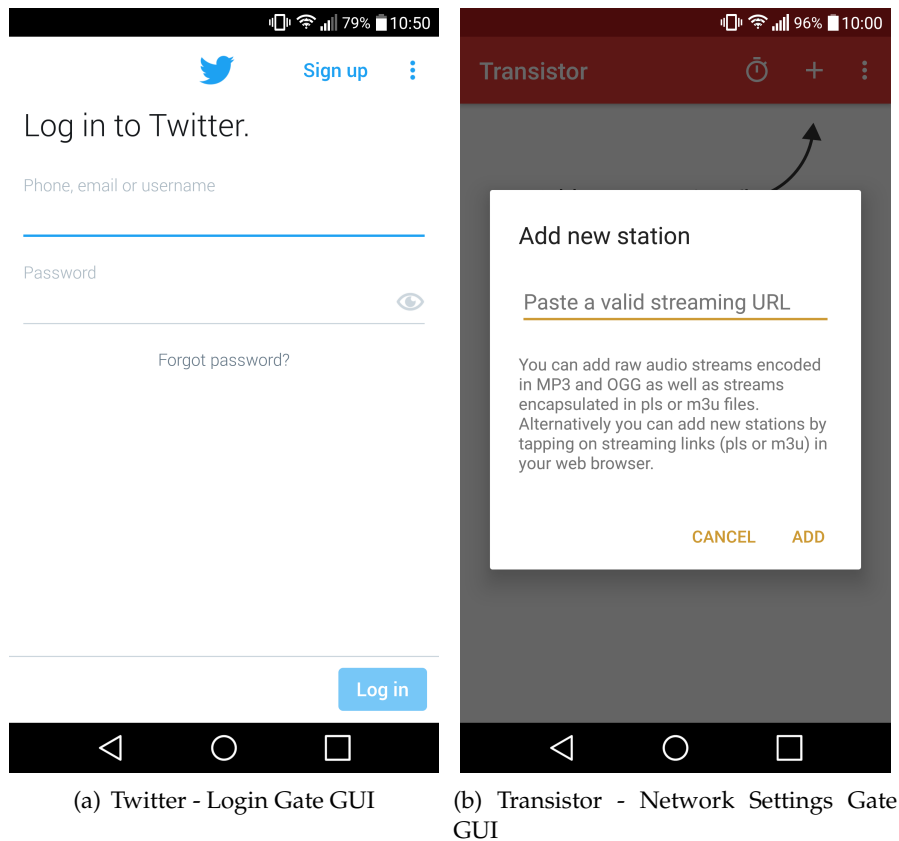 79% 10:50
Sign up
Log in to Twitter.
Phone, email or username
Password
Forgot password?
Log in
(a) Twitter - Login Gate GUI
96% 10:00
Transistor
Add new station
Paste a valid streaming URL
You can add raw audio streams encoded
in MP3 and OGG as well as streams
encapsulated in pls or m3u files.
Alternatively you can add new stations by
tapping on streaming links (pls or m3u) in
your web browser.
CANCEL ADD
(b) Transistor - Network Settings Gate
GUI